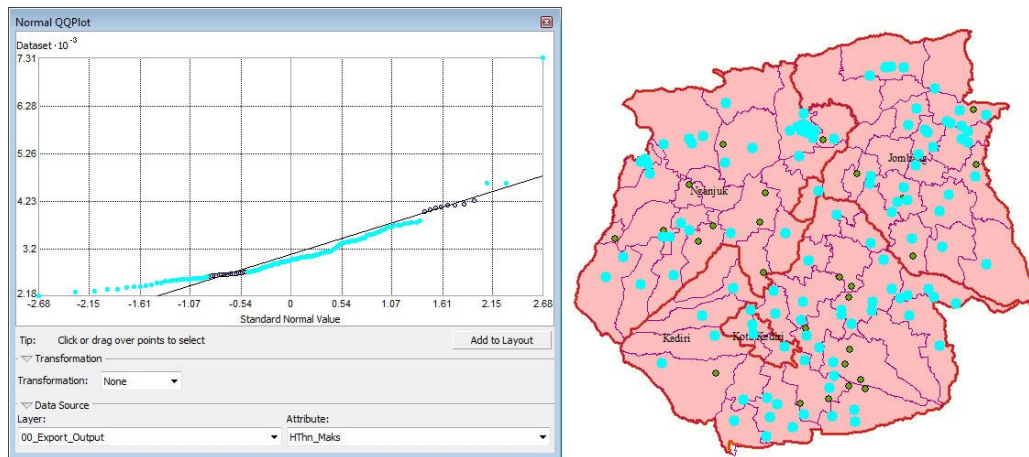 Normal QQPlot
Dataset · 10⁻³
7.31
6.28
5.26
4.23
3.2
2.18
-2.68 -2.15 -1.61 -1.07 -0.54 0 0.54 1.07 1.61 2.15 2.68
Standard Normal Value
Tip: Click or drag over points to select Add to Layout
Transformation
Transformation: None
Data Source
Layer: Attribute:
00_Export_Output HThn_Maks
Nganjuk
Kediri